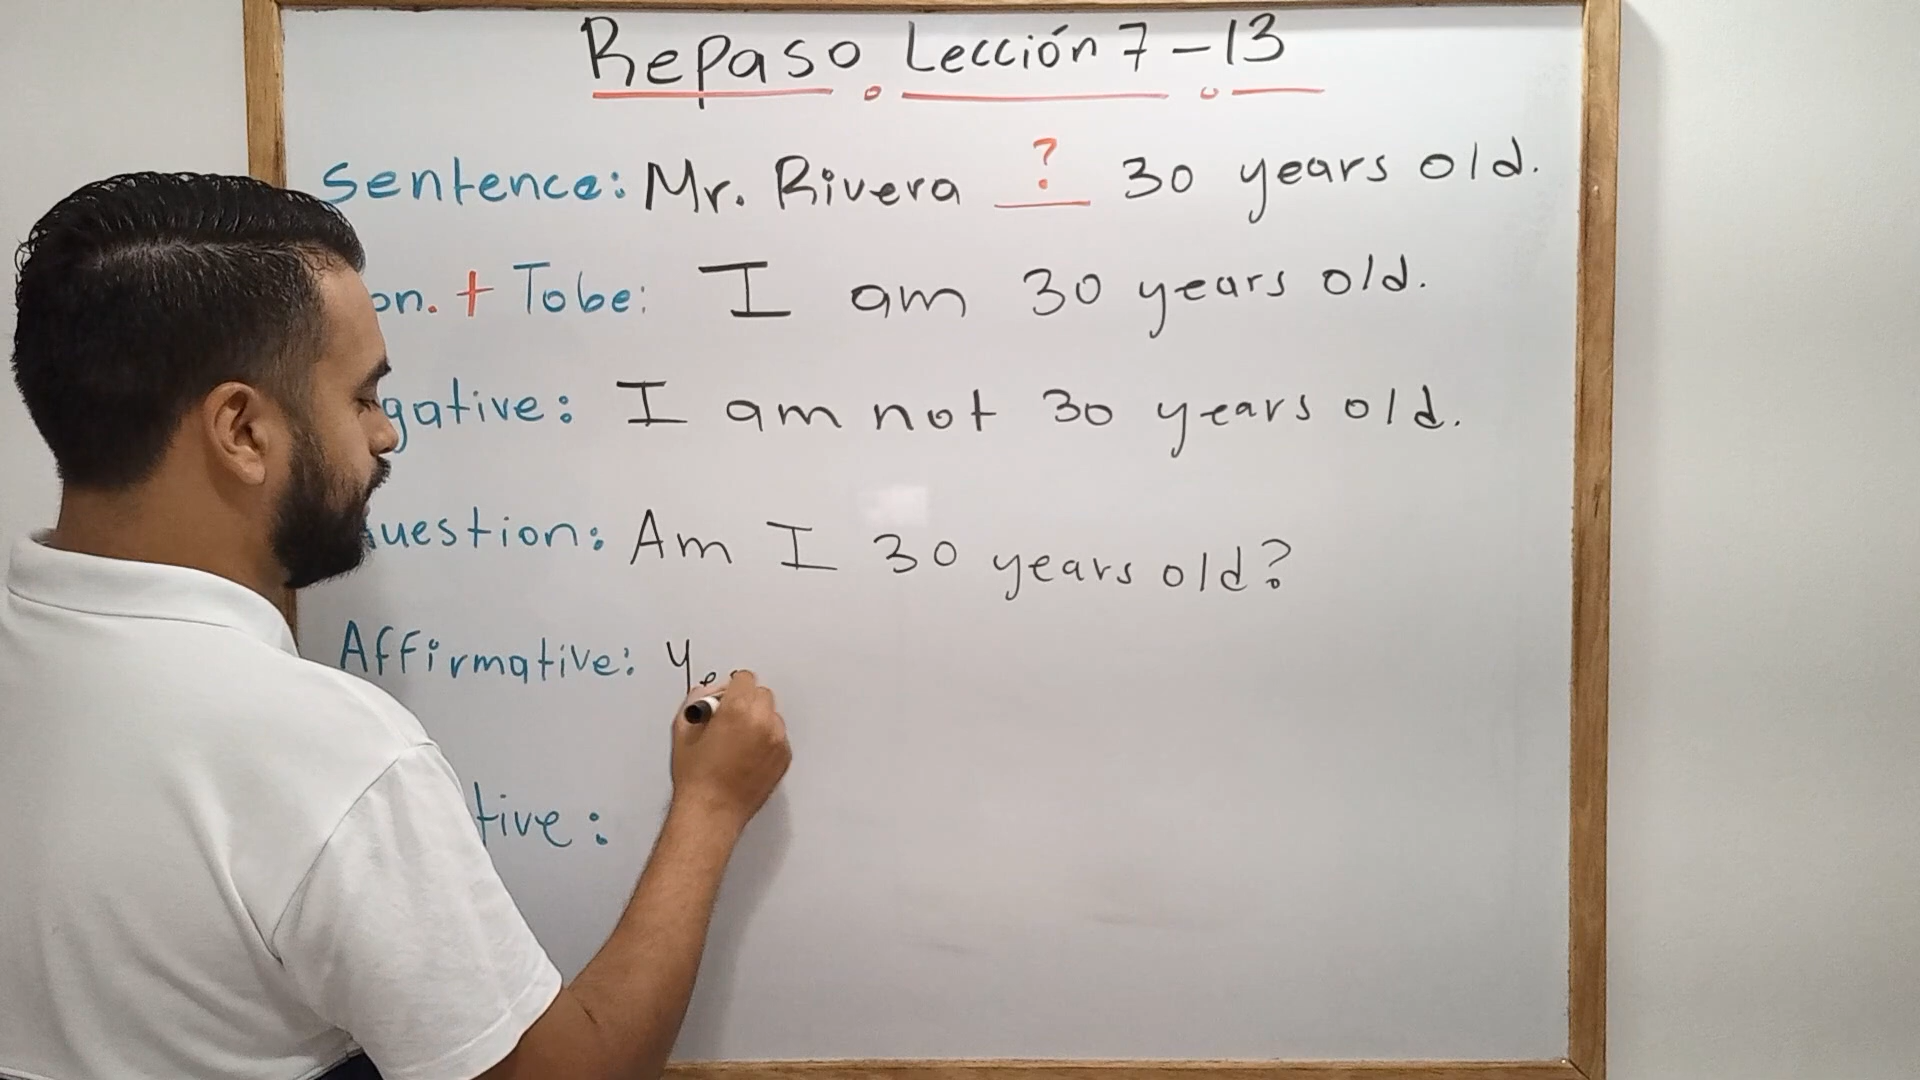 Repaso Lección 7-13
Sentence: Mr. Rivera ? 30 years old.
on. + Tobe: I am 30 years old.
gative: I am not 30 years old.
uestion: Am I 30 years old?
Affirmative: Yes
tive: